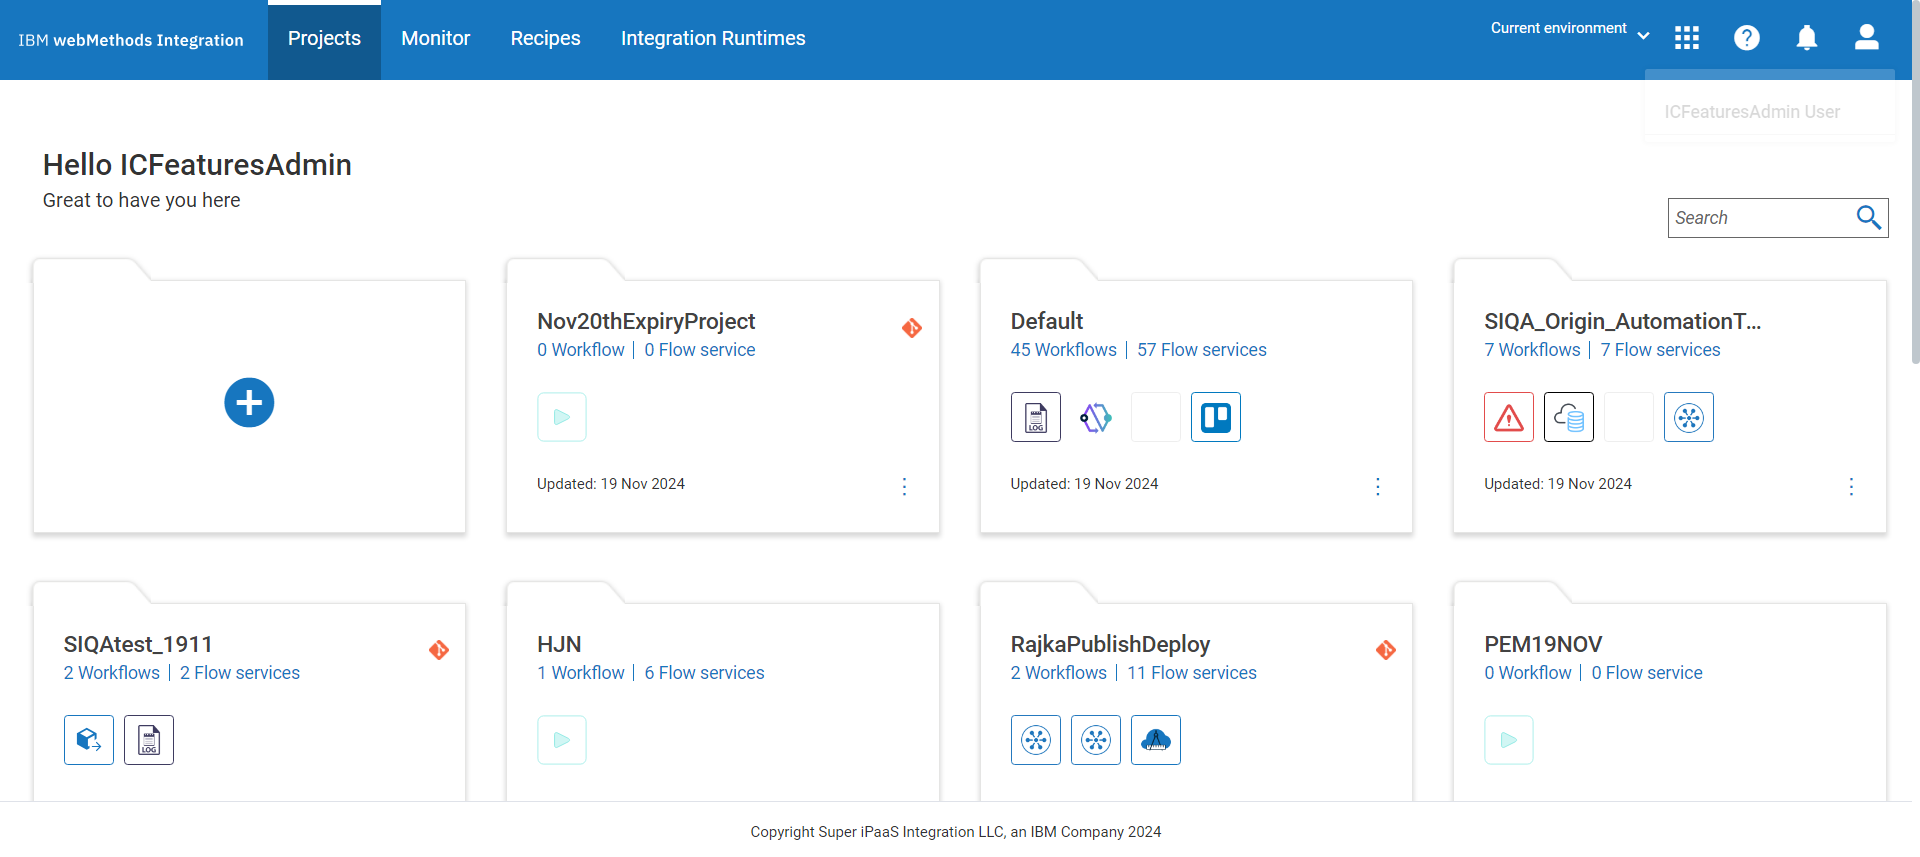 IBM webMethods Integration
Projects
Monitor
Recipes
Integration Runtimes
Current environment
ICFeaturesAdmin User
Hello ICFeaturesAdmin
Great to have you here
Search
Nov20thExpiryProject
0 Workflow | 0 Flow service
Updated: 19 Nov 2024
Default
45 Workflows | 57 Flow services
LOG
Updated: 19 Nov 2024
SIQA_Origin_AutomationT...
7 Workflows | 7 Flow services
Updated: 19 Nov 2024
SIQAtest_1911
2 Workflows | 2 Flow services
LOG
HJN
1 Workflow | 6 Flow services
RajkaPublishDeploy
2 Workflows | 11 Flow services
PEM19NOV
0 Workflow | 0 Flow service
Copyright Super iPaaS Integration LLC, an IBM Company 2024